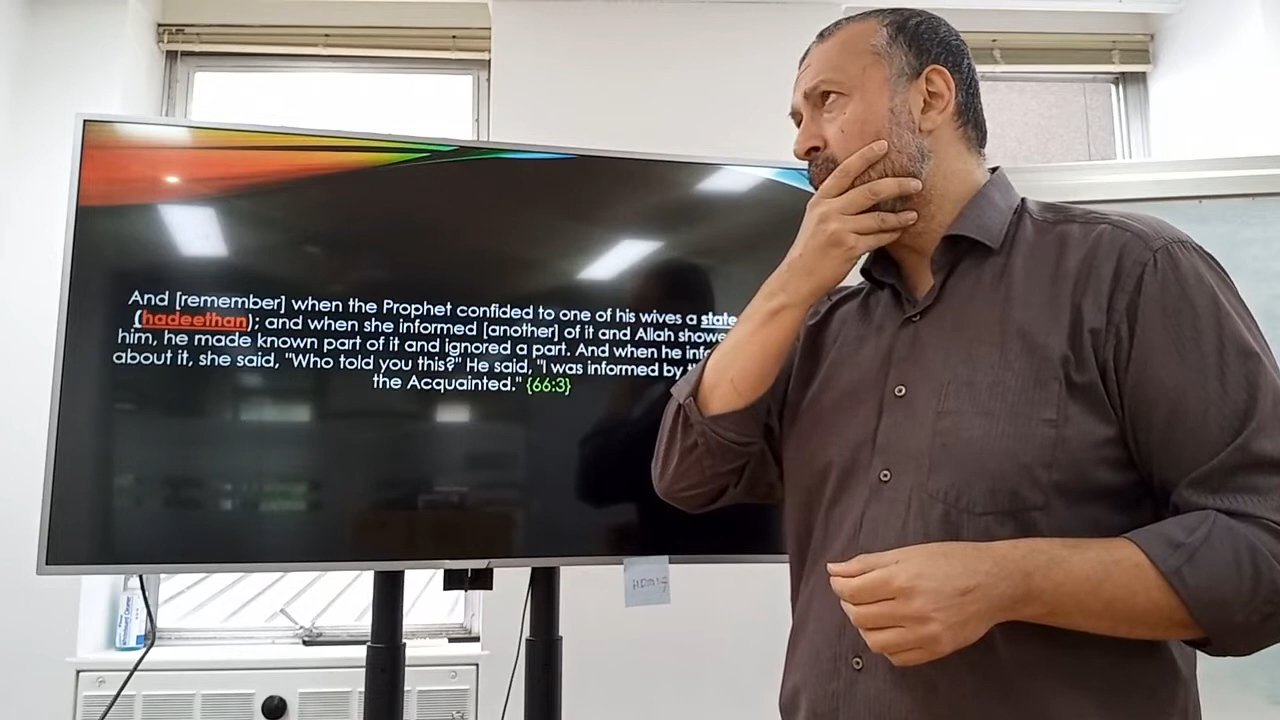 And [remember] when the Prophet confided to one of his wives a state
(hadeethan); and when she informed [another] of it and Allah showe
him, he made known part of it and ignored a part. And when he info
about it, she said, "Who told you this?" He said, "I was informed by
the Acquainted." {66:3}